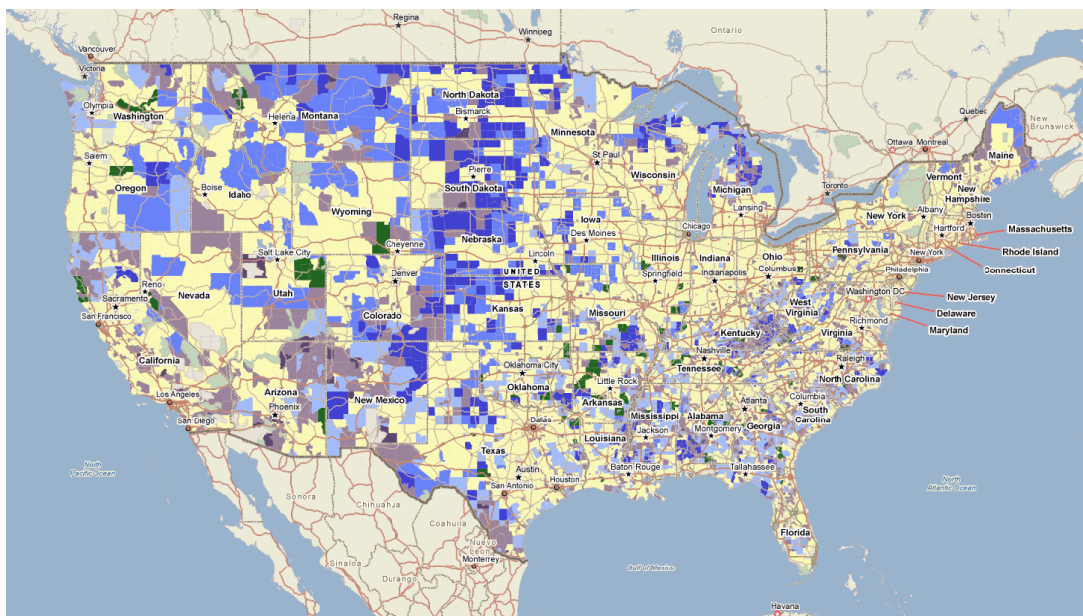 Regina
Winnipeg
Ontario
Vancouver
Victoria
Quebec
New
Brunswick
Olympia
Washington
Helena
Montana
North Dakota
Bismarck
Minnesota
St Paul
Ottawa
Montreal
Maine
Salem
Oregon
Boise
Idaho
Pierre
South Dakota
Wisconsin
Michigan
Lansing
Toronto
Vermont
New
Hampshire
Wyoming
New York
Albany
Boston
Hartford
Massachusetts
Rhode Island
Connecticut
Salt Lake City
Cheyenne
Nebraska
Iowa
Des Moines
Lincoln
Chicago
Pennsylvania
New York
Philadelphia
Reno
Sacramento
Nevada
Utah
Denver
Colorado
UNITED
STATES
Kansas
Illinois
Springfield
Indiana
Indianapolis
Ohio
Columbus
Washington DC
New Jersey
Delaware
Maryland
San Francisco
California
Missouri
West
Virginia
Kentucky
Virginia
Richmond
Los Angeles
San Diego
Arizona
Phoenix
New Mexico
Oklahoma City
Oklahoma
Nashville
Tennessee
Raleigh
North Carolina
Little Rock
Arkansas
Columbia
South
Carolina
Atlanta
Dallas
Mississippi
Jackson
Alabama
Montgomery
Georgia
Louisiana
Texas
Austin
Baton Rouge
Tallahassee
San Antonio
Houston
Florida
North
Pacific Ocean
North
Atlantic Ocean
Sonora
Chihuahua
Coahuila
Nuevo
Leon
Monterrey
Sinaloa
Durango
Gulf of Mexico
Havana